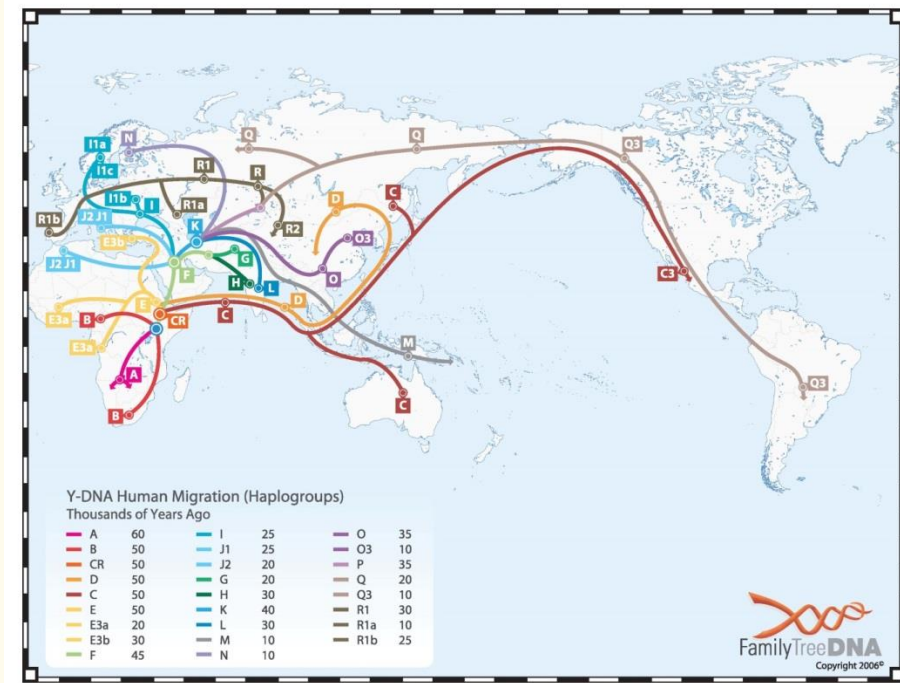 I1a
N
I1c
Q
Q
Q3
R1
R
I1b
I
R1a
D
C
J2 J1
R1b
K
R2
E3b
O3
J2 J1
F
G
O
H
L
E
D
C3
B
CR
C
E3a
E3a
M
A
Q3
C
B
Y-DNA Human Migration (Haplogroups)
Thousands of Years Ago
A 60
B 50
CR 50
D 50
C 50
E 50
E3a 20
E3b 30
F 45
I 25
J1 25
J2 20
G 20
H 30
K 40
L 30
M 10
N 10
O 35
O3 10
P 35
Q 20
Q3 10
R1 30
R1a 10
R1b 25
FamilyTreeDNA
Copyright 2006©